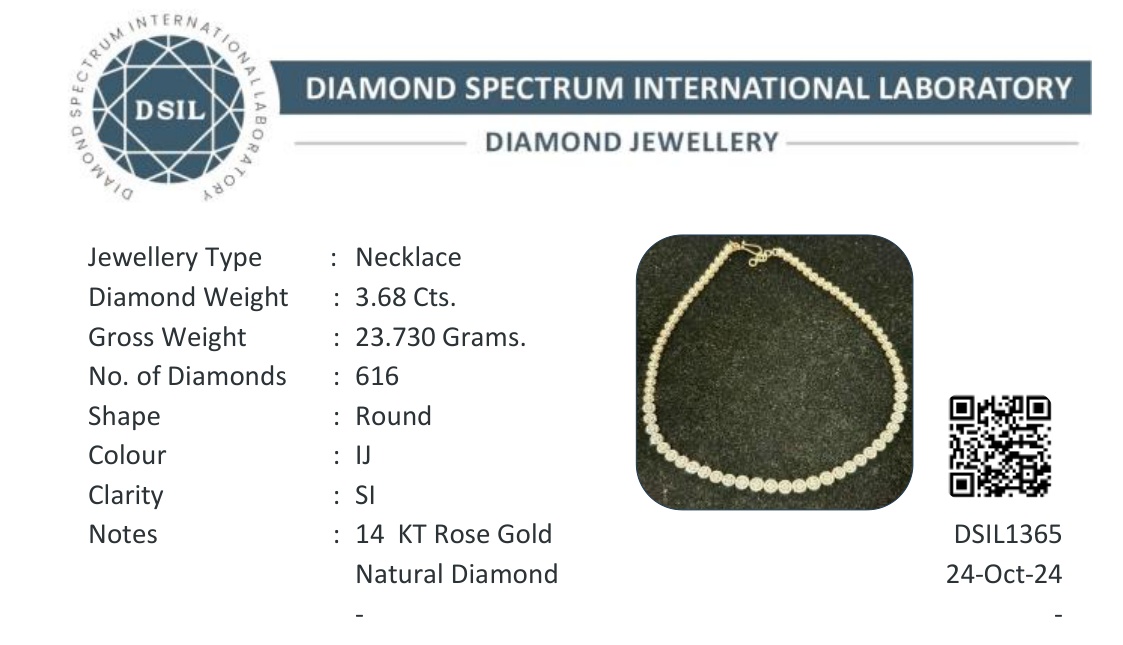 DIAMOND SPECTRUM INTERNATIONAL LABORATORY
DSIL
DIAMOND SPECTRUM INTERNATIONAL LABORATORY
DIAMOND JEWELLERY
Jewellery Type : Necklace
Diamond Weight : 3.68 Cts.
Gross Weight : 23.730 Grams.
No. of Diamonds : 616
Shape : Round
Colour : IJ
Clarity : SI
Notes : 14 KT Rose Gold DSIL1365
Natural Diamond 24-Oct-24
- -